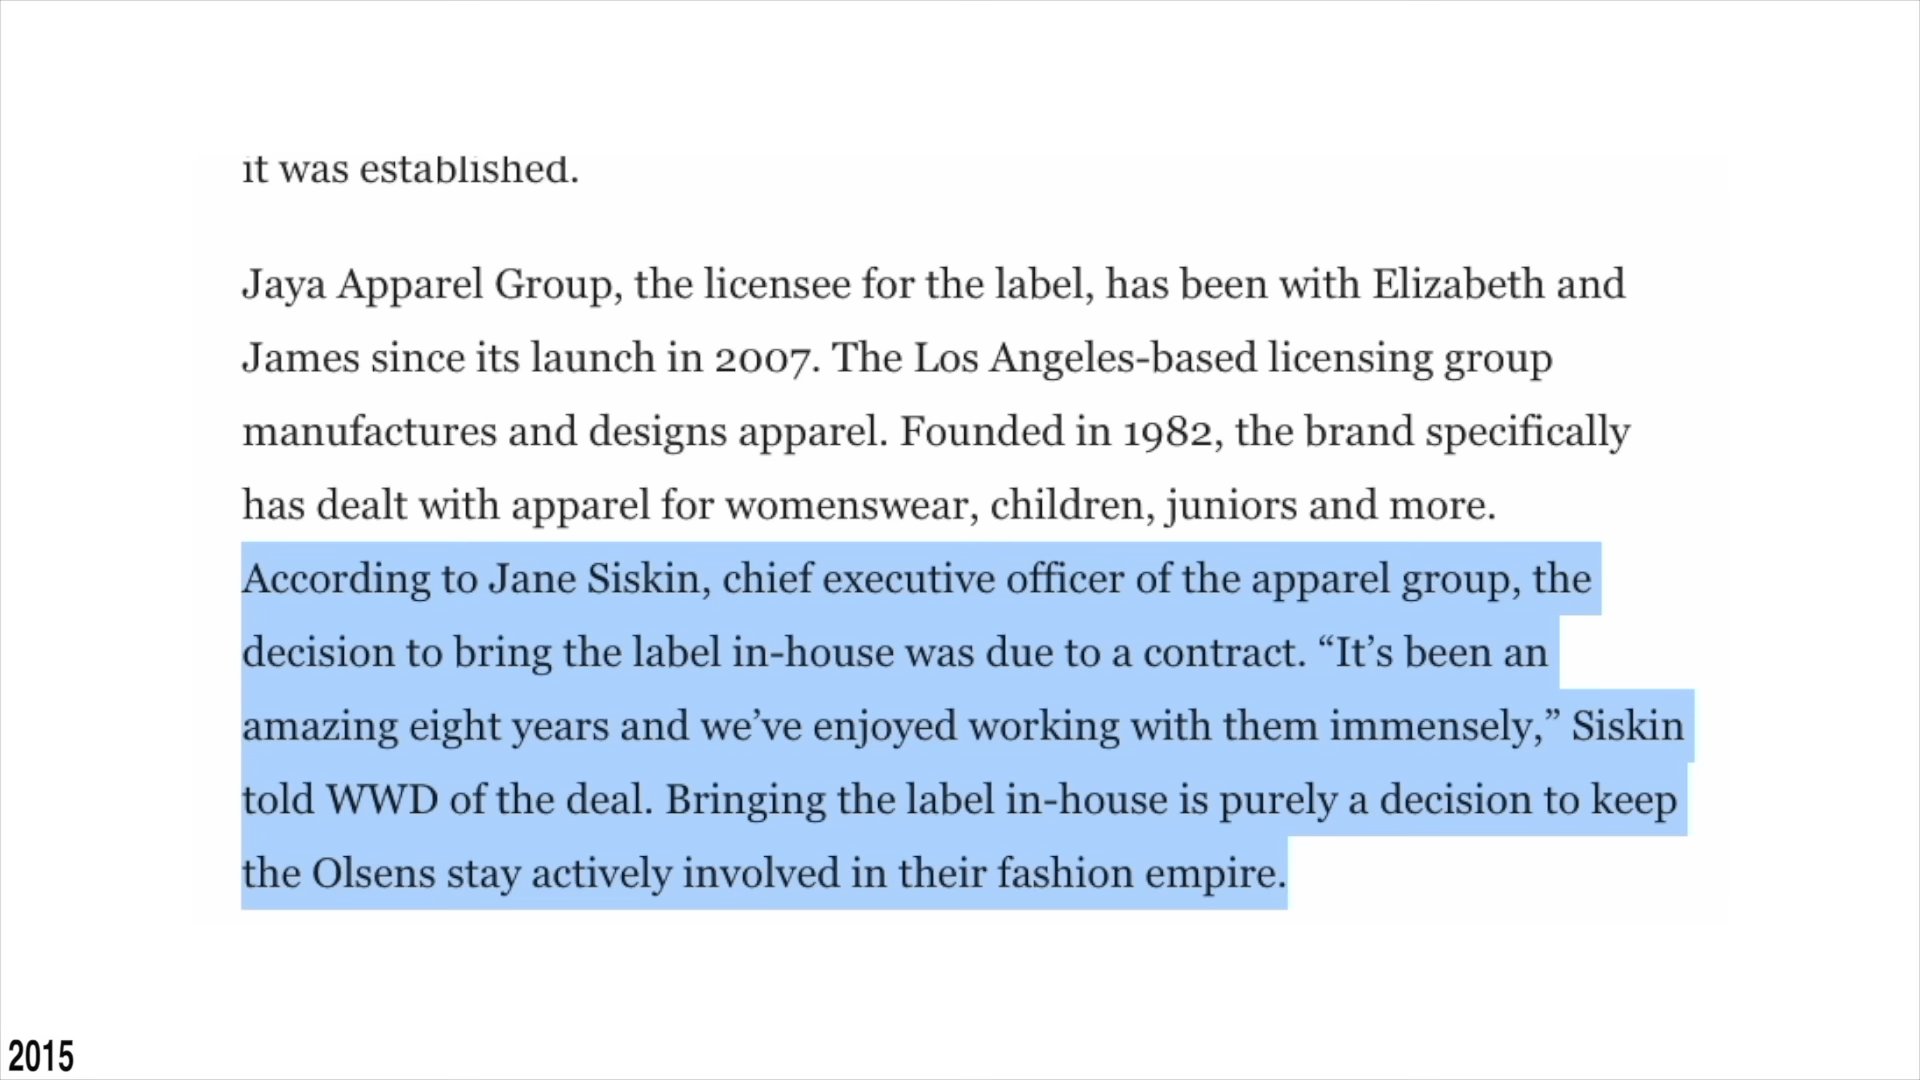 it was established.
Jaya Apparel Group, the licensee for the label, has been with Elizabeth and
James since its launch in 2007. The Los Angeles-based licensing group
manufactures and designs apparel. Founded in 1982, the brand specifically
has dealt with apparel for womenswear, children, juniors and more.
According to Jane Siskin, chief executive officer of the apparel group, the
decision to bring the label in-house was due to a contract. “It’s been an
amazing eight years and we’ve enjoyed working with them immensely,” Siskin
told WWD of the deal. Bringing the label in-house is purely a decision to keep
the Olsens stay actively involved in their fashion empire.
2015